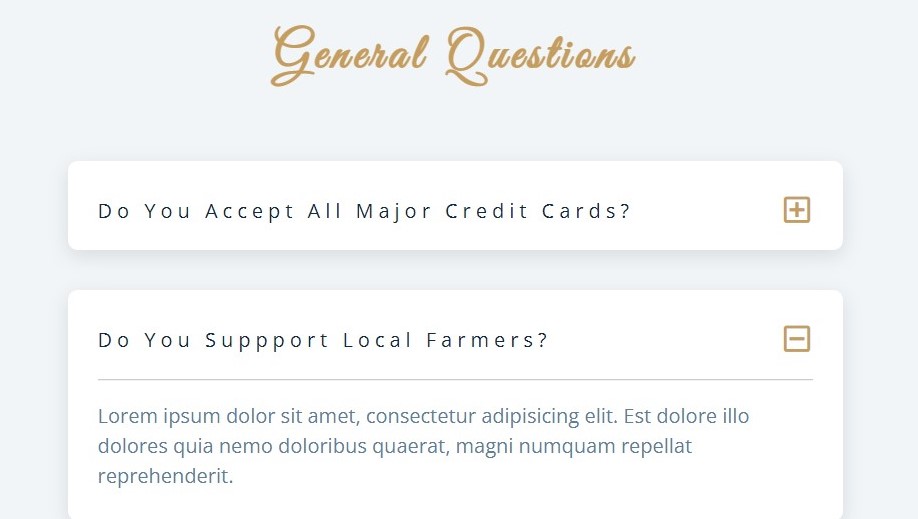 General Questions
Do You Accept All Major Credit Cards?
Do You Suppport Local Farmers?
Lorem ipsum dolor sit amet, consectetur adipisicing elit. Est dolore illo
dolores quia nemo doloribus quaerat, magni numquam repellat
reprehenderit.